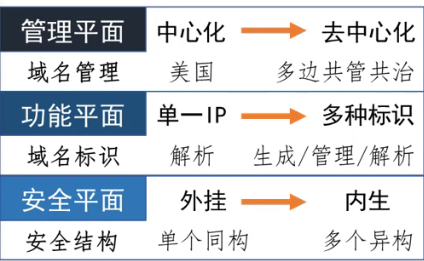 管理平面 中心化 去中心化
域名管理 美国 多边共管共治
功能平面 单一IP 多种标识
域名标识 解析 生成/管理/解析
安全平面 外挂 内生
安全结构 单个同构 多个异构